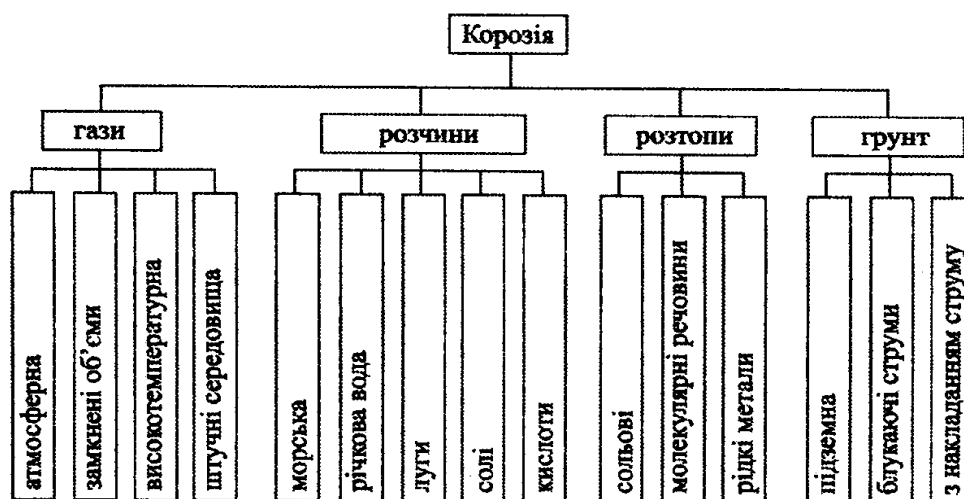 Корозія
гази
розчини
розтопи
грунт
атмосферна
замкнені об’єми
високотемпературна
штучні середовища
морська
річкова вода
луги
солі
кислоти
сольові
молекулярні речовини
рідкі метали
підземна
блукаючі струми
з накладанням струму